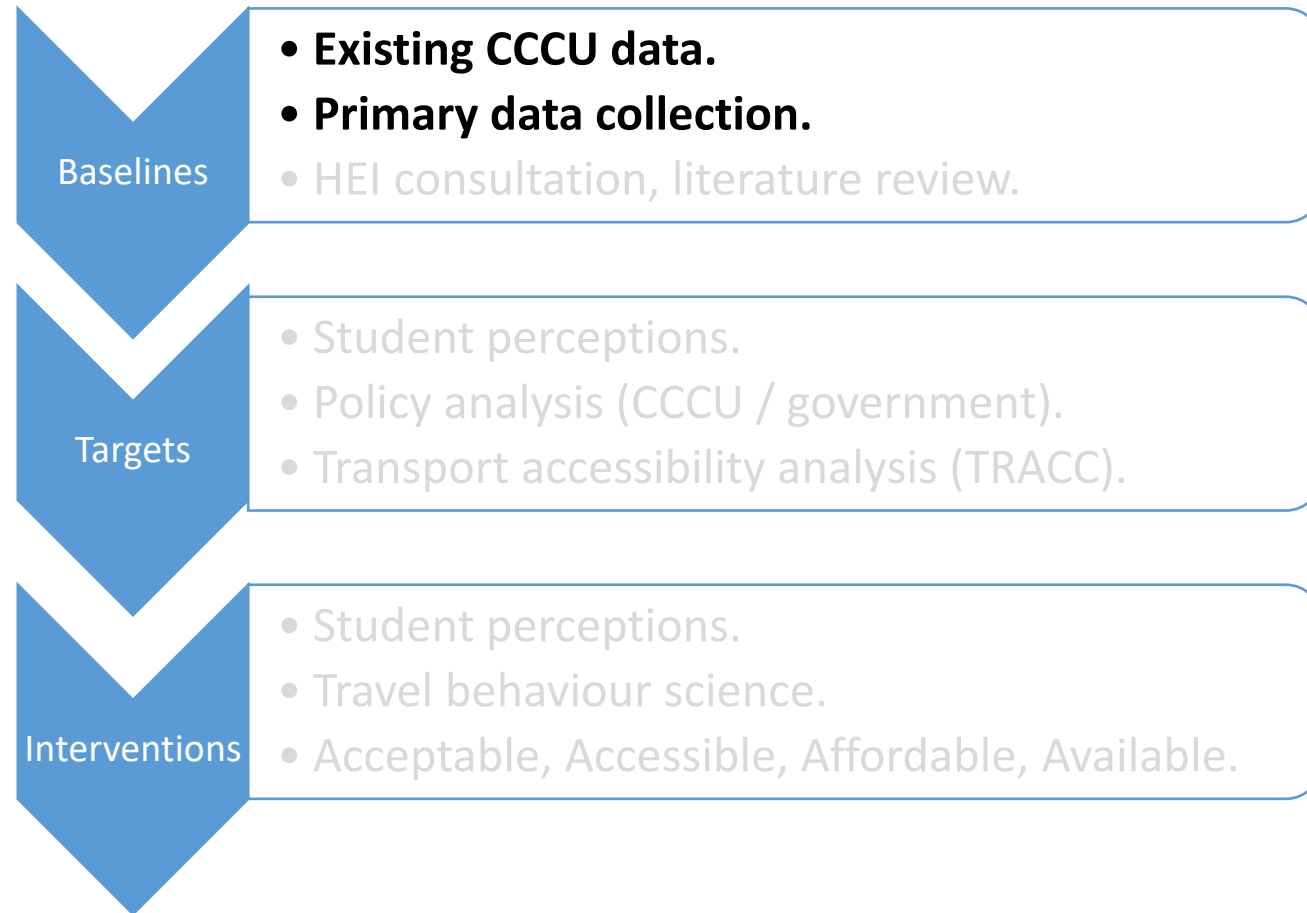 Baselines
• Existing CCCU data.
• Primary data collection.
• HEI consultation, literature review.
Targets
• Student perceptions.
• Policy analysis (CCCU / government).
• Transport accessibility analysis (TRACC).
Interventions
• Student perceptions.
• Travel behaviour science.
• Acceptable, Accessible, Affordable, Available.